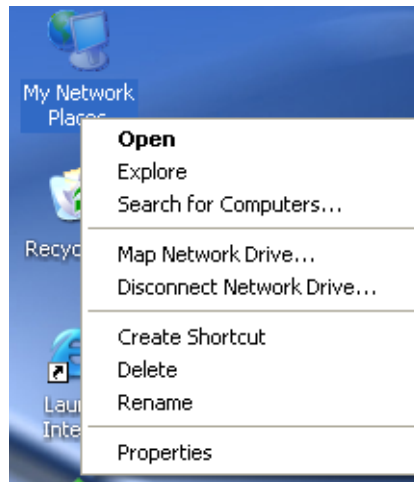 My Network
Places
Open
Explore
Search for Computers...
Map Network Drive...
Disconnect Network Drive...
Create Shortcut
Delete
Rename
Properties